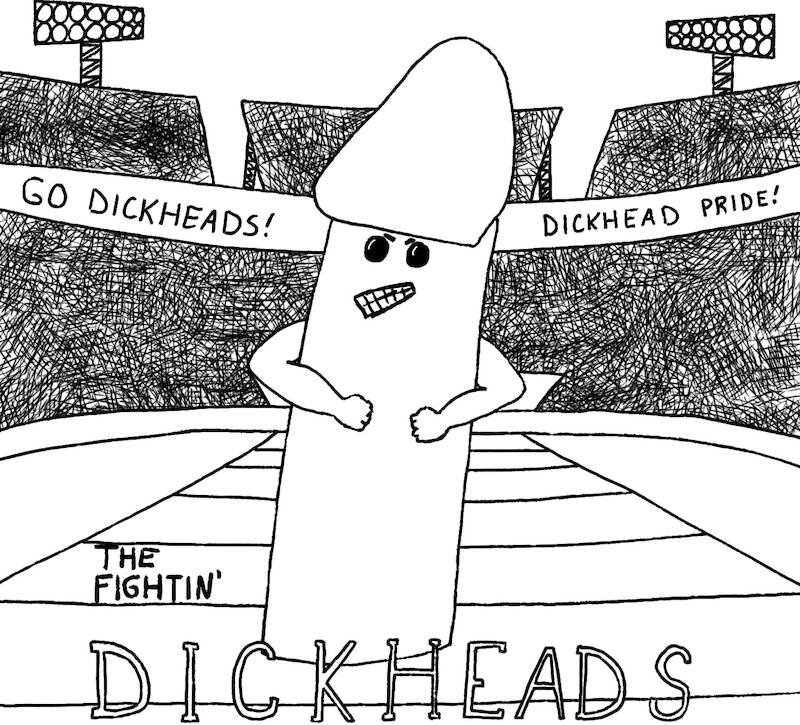 GO DICKHEADS!
DICKHEAD PRIDE!
THE
FIGHTIN'
DICKHEADS